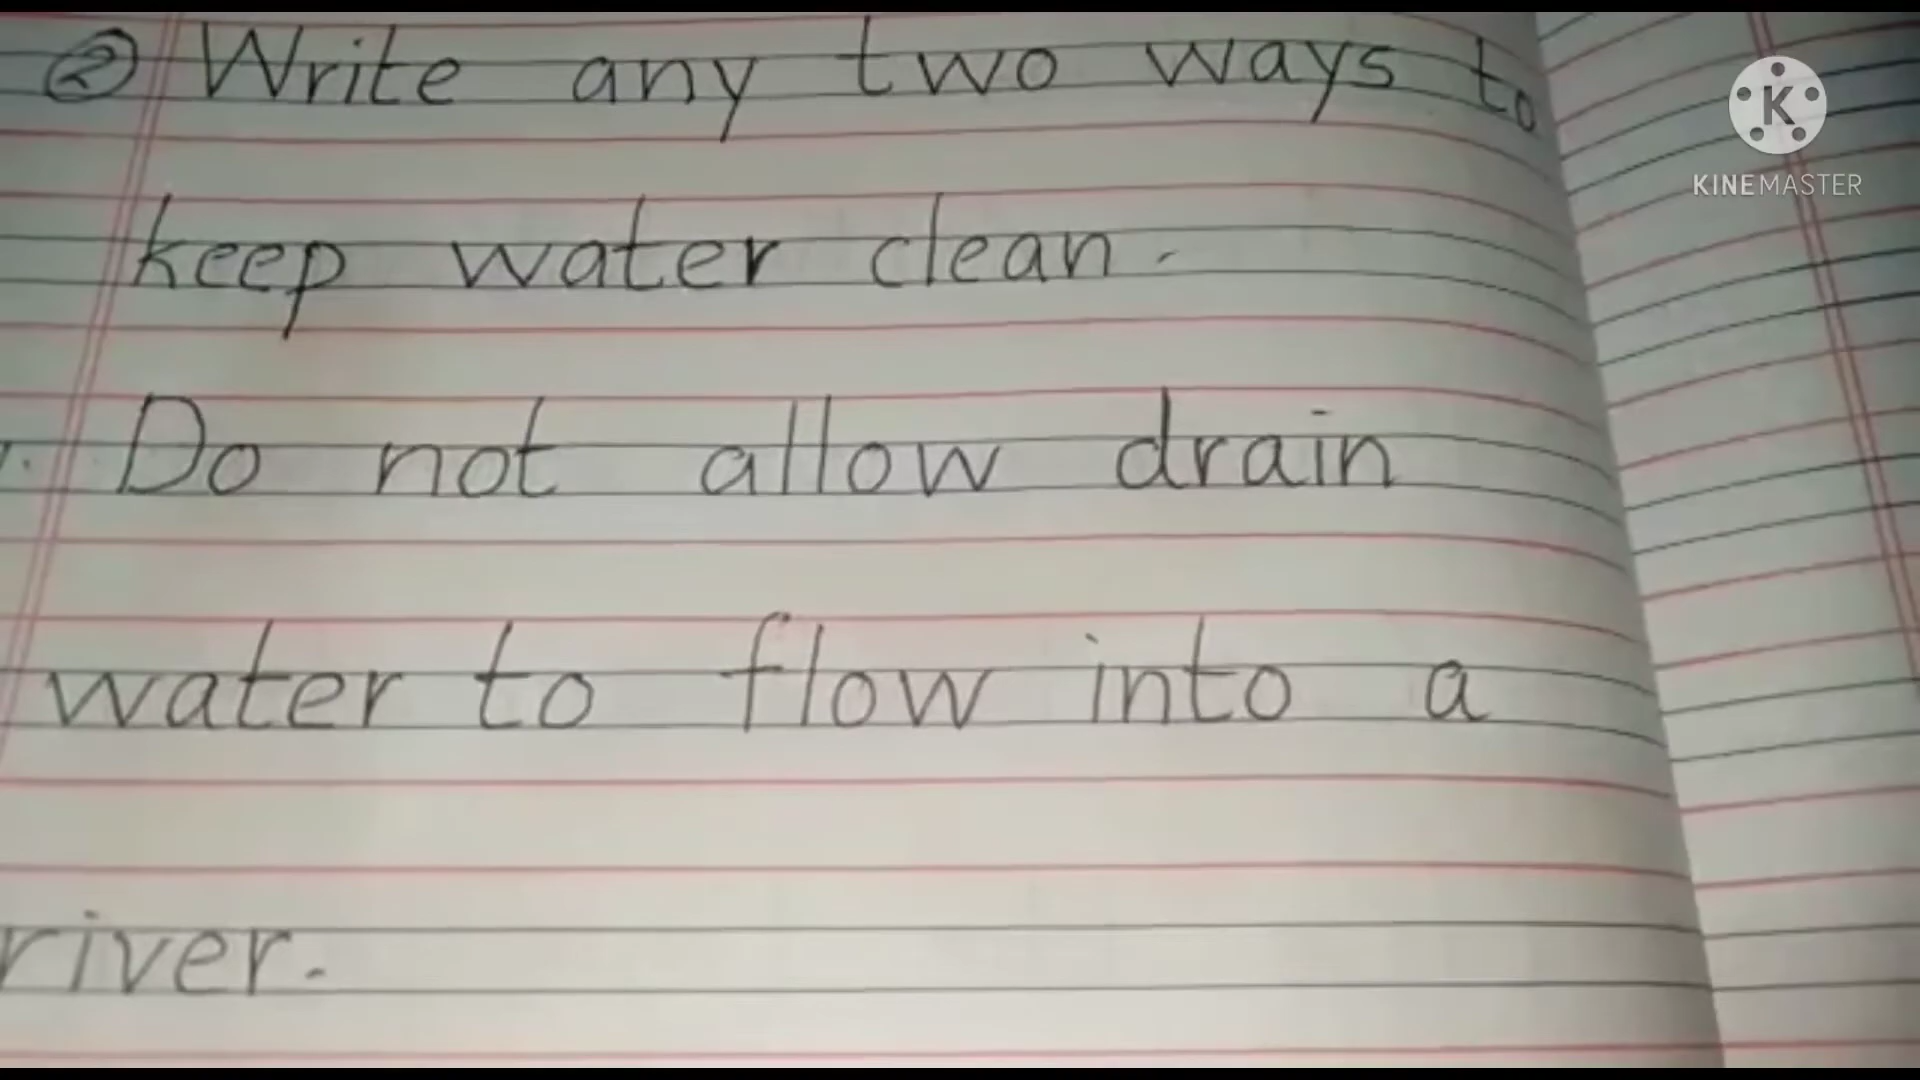 ② Write any two ways to
keep water clean.
1. Do not allow drain
water to flow into a
river.
K
KINEMASTER